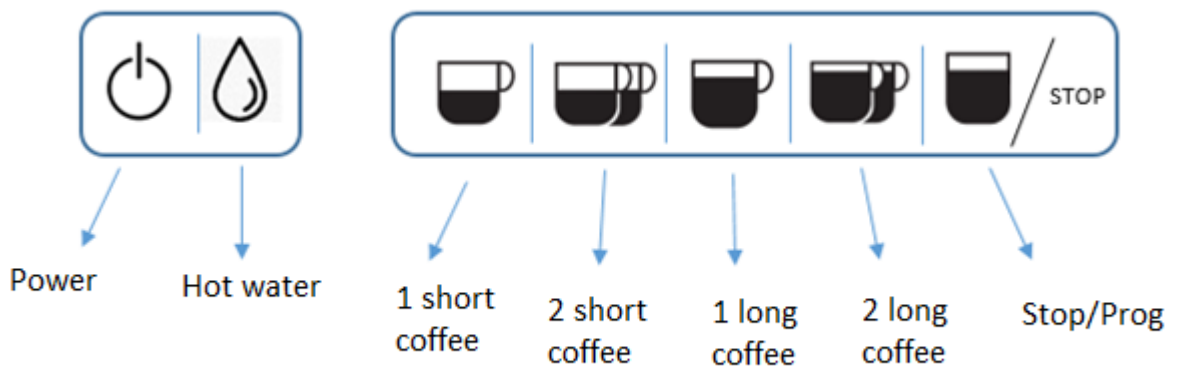 STOP
Power
Hot water
1 short
coffee
2 short
coffee
1 long
coffee
2 long
coffee
Stop/Prog